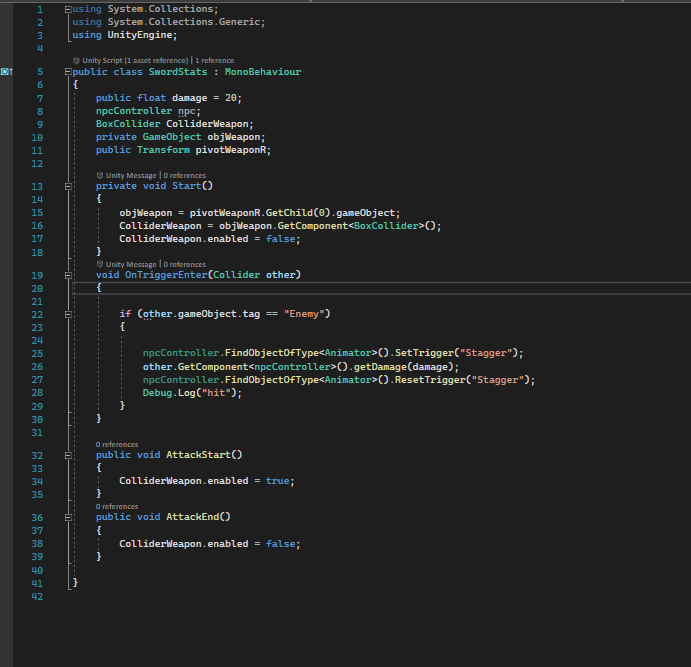 1 using System.Collections;
2 using System.Collections.Generic;
3 using UnityEngine;
4
Unity Script (1 asset reference) | 1 reference
5 public class SwordStats : MonoBehaviour
6 {
7 public float damage = 20;
8 npcController npc;
9 BoxCollider ColliderWeapon;
10 private GameObject objWeapon;
11 public Transform pivotWeaponR;
12
Unity Message | 0 references
13 private void Start()
14 {
15 objWeapon = pivotWeaponR.GetChild(0).gameObject;
16 ColliderWeapon = objWeapon.GetComponent<BoxCollider>();
17 ColliderWeapon.enabled = false;
18 }
Unity Message | 0 references
19 void OnTriggerEnter(Collider other)
20 {
21
22 if (other.gameObject.tag == "Enemy")
23 {
24
25 npcController.FindObjectOfType<Animator>().SetTrigger("Stagger");
26 other.GetComponent<npcController>().getDamage(damage);
27 npcController.FindObjectOfType<Animator>().ResetTrigger("Stagger");
28 Debug.Log("hit");
29 }
30 }
31
0 references
32 public void AttackStart()
33 {
34 ColliderWeapon.enabled = true;
35 }
0 references
36 public void AttackEnd()
37 {
38 ColliderWeapon.enabled = false;
39 }
40
41 }
42